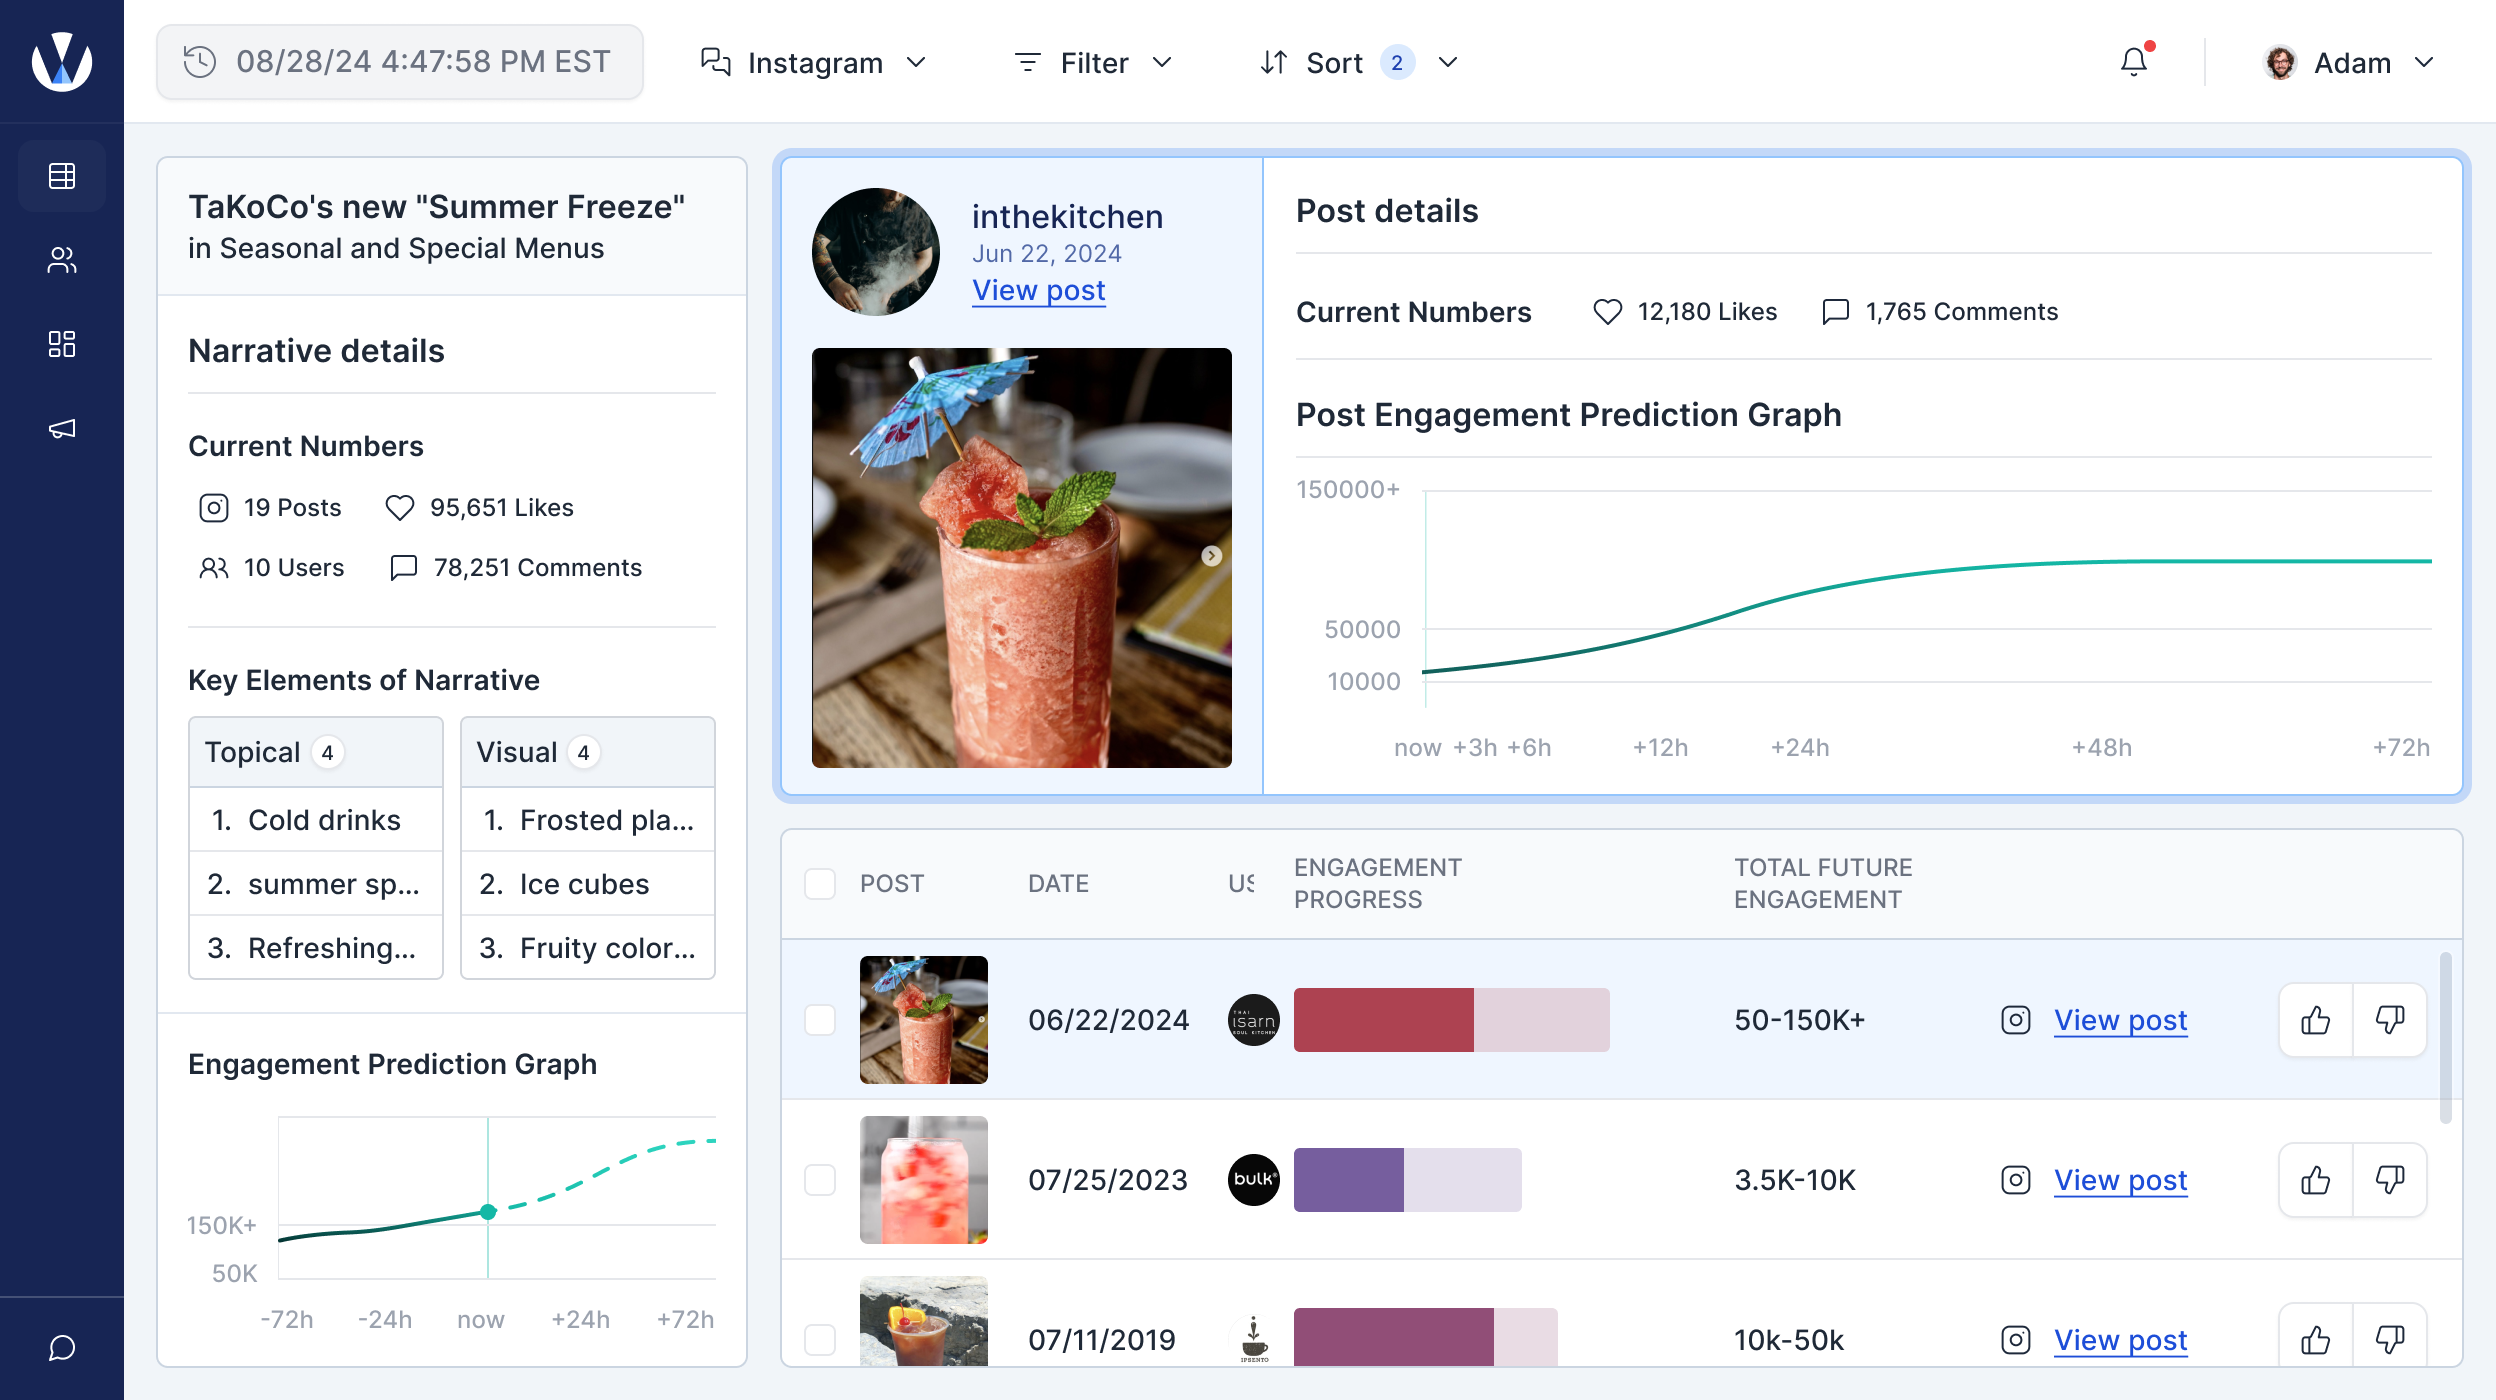 08/28/24 4:47:58 PM EST
Instagram
Filter
Sort 2
Adam
TaKoCo's new "Summer Freeze"
in Seasonal and Special Menus
Narrative details
Current Numbers
19 Posts
95,651 Likes
10 Users
78,251 Comments
Key Elements of Narrative
Topical 4
1. Cold drinks
2. summer sp...
3. Refreshing...
Visual 4
1. Frosted pla...
2. Ice cubes
3. Fruity color...
Engagement Prediction Graph
150K+
50K
-72h -24h now +24h +72h
inthekitchen
Jun 22, 2024
View post
Post details
Current Numbers 12,180 Likes 1,765 Comments
Post Engagement Prediction Graph
150000+
50000
10000
now +3h +6h +12h +24h +48h +72h
POST DATE US ENGAGEMENT PROGRESS TOTAL FUTURE ENGAGEMENT
06/22/2024 THAI isarn SOUL KITCHEN 50-150K+ View post
07/25/2023 bulk 3.5K-10K View post
07/11/2019 IPSENTO 10k-50k View post